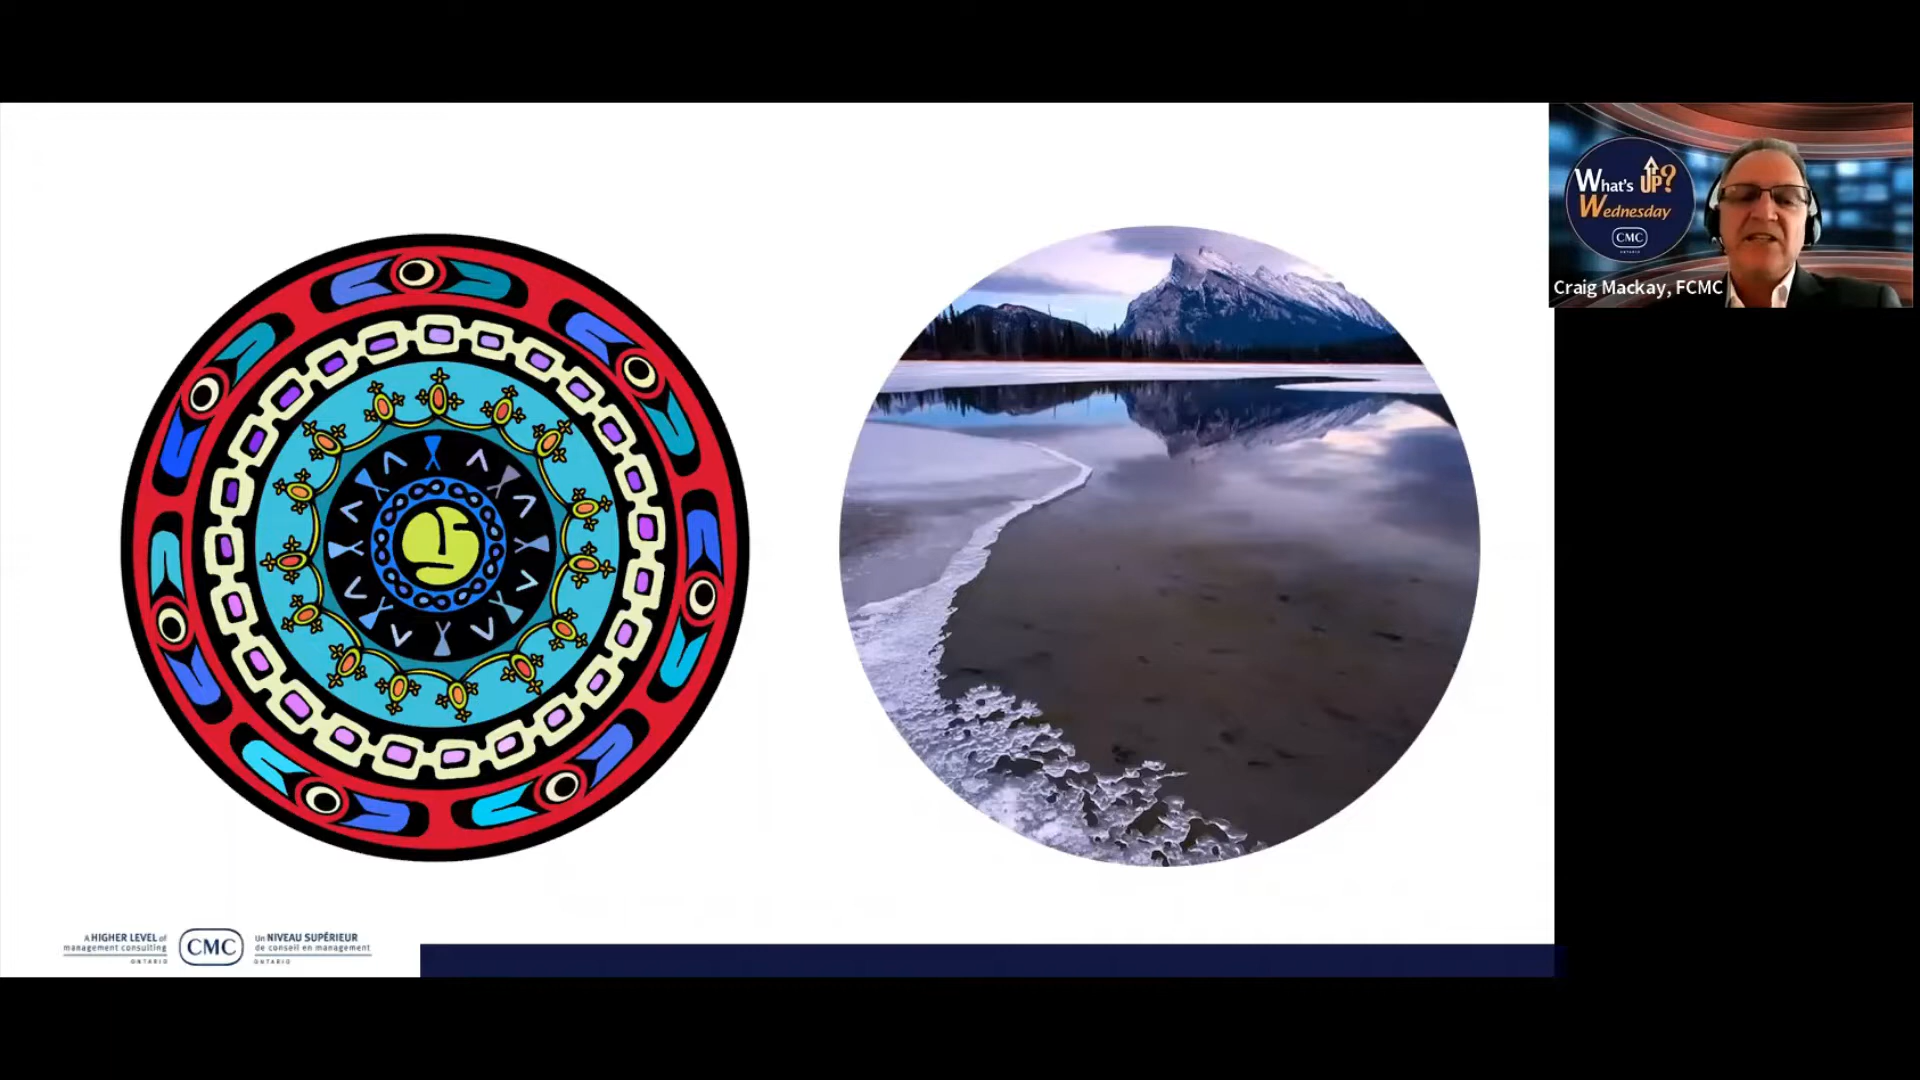 What's UP?
Wednesday
CMC
ONTARIO
Craig Mackay, FCMC
A HIGHER LEVEL of
management consulting
ONTARIO
CMC
Un NIVEAU SUPÉRIEUR
de conseil en management
ONTARIO